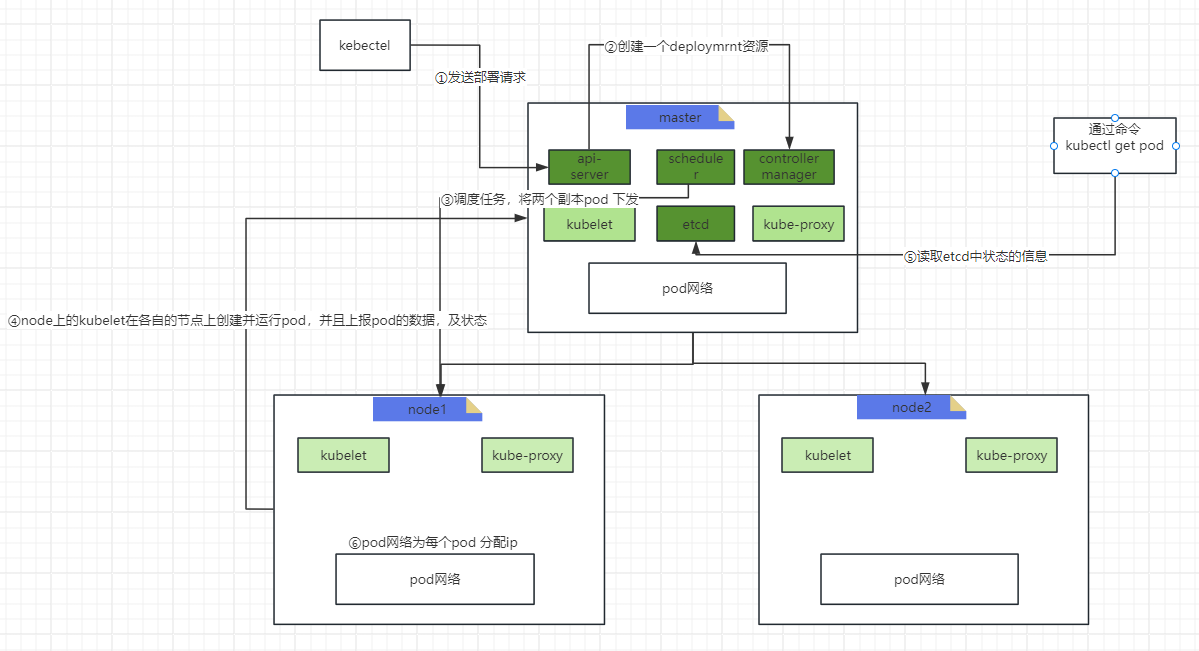 kebectel
①发送部署请求
②创建一个deploymrnt资源
master
api-
server
schedule
r
controller
manager
通过命令
kubectl get pod
③调度任务，将两个副本pod 下发
kubelet
etcd
kube-proxy
⑤读取etcd中状态的信息
pod网络
④node上的kubelet在各自的节点上创建并运行pod，并且上报pod的数据，及状态
node1
kubelet
kube-proxy
⑥pod网络为每个pod 分配ip
pod网络
node2
kubelet
kube-proxy
pod网络